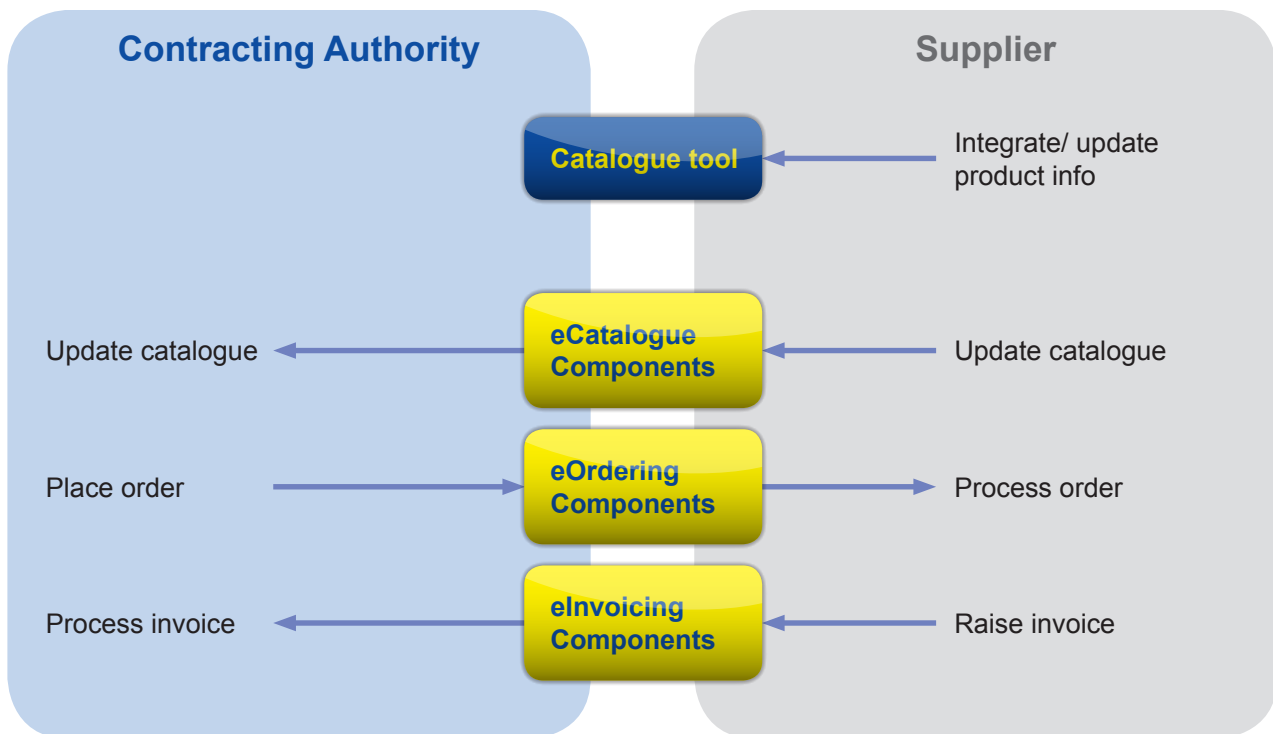 Contracting Authority
Supplier
Catalogue tool
Integrate/ update
product info
Update catalogue
eCatalogue
Components
Update catalogue
Place order
eOrdering
Components
Process order
Process invoice
eInvoicing
Components
Raise invoice